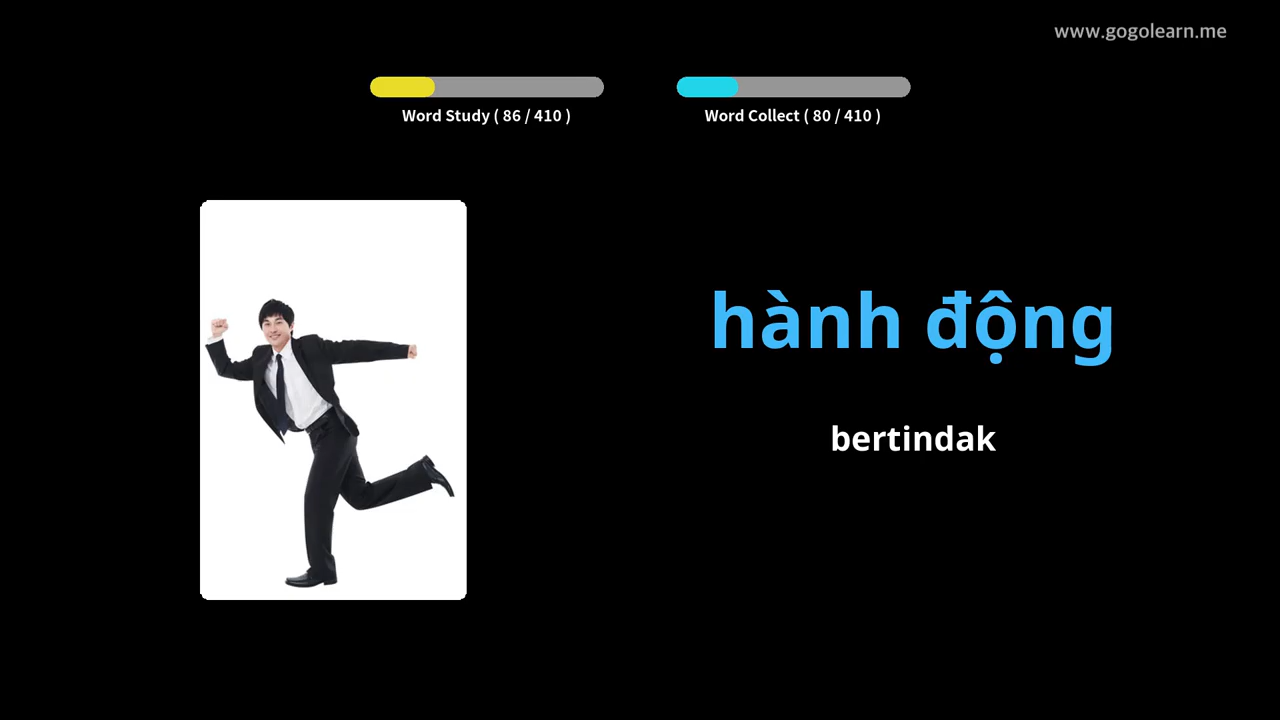 www.gogolearn.me
Word Study ( 86 / 410 )
Word Collect ( 80 / 410 )
hành động
bertindak